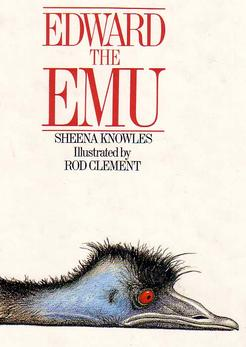 EDWARD
THE
EMU
SHEENA KNOWLES
Illustrated by
ROD CLEMENT